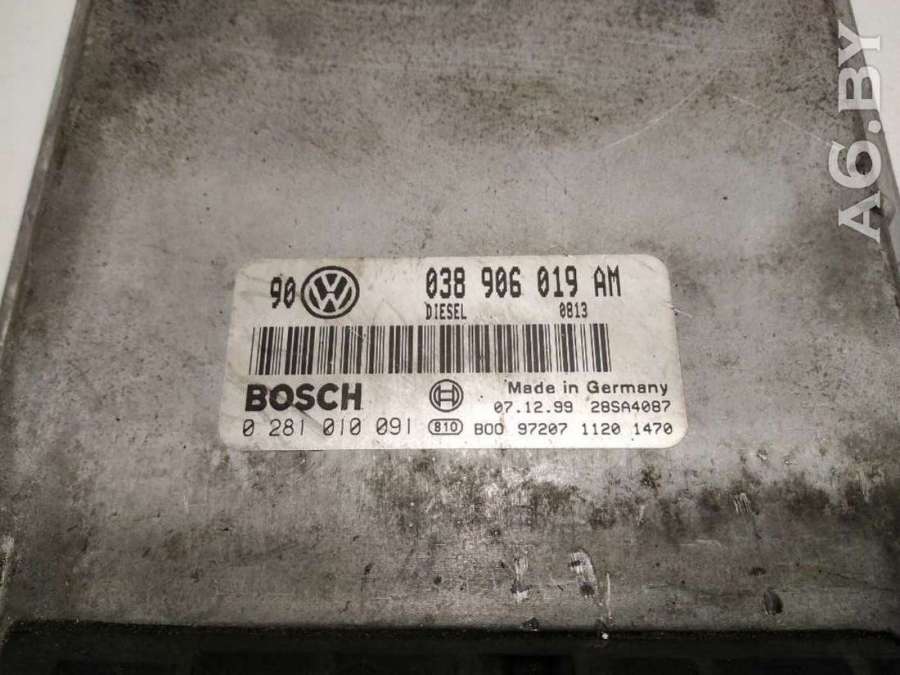 90 VW 038 906 019 AM
DIESEL 0813
BOSCH Made in Germany
07.12.99 28SA4087
0 281 010 091 810 B00 97207 1120 1470
A6.BY